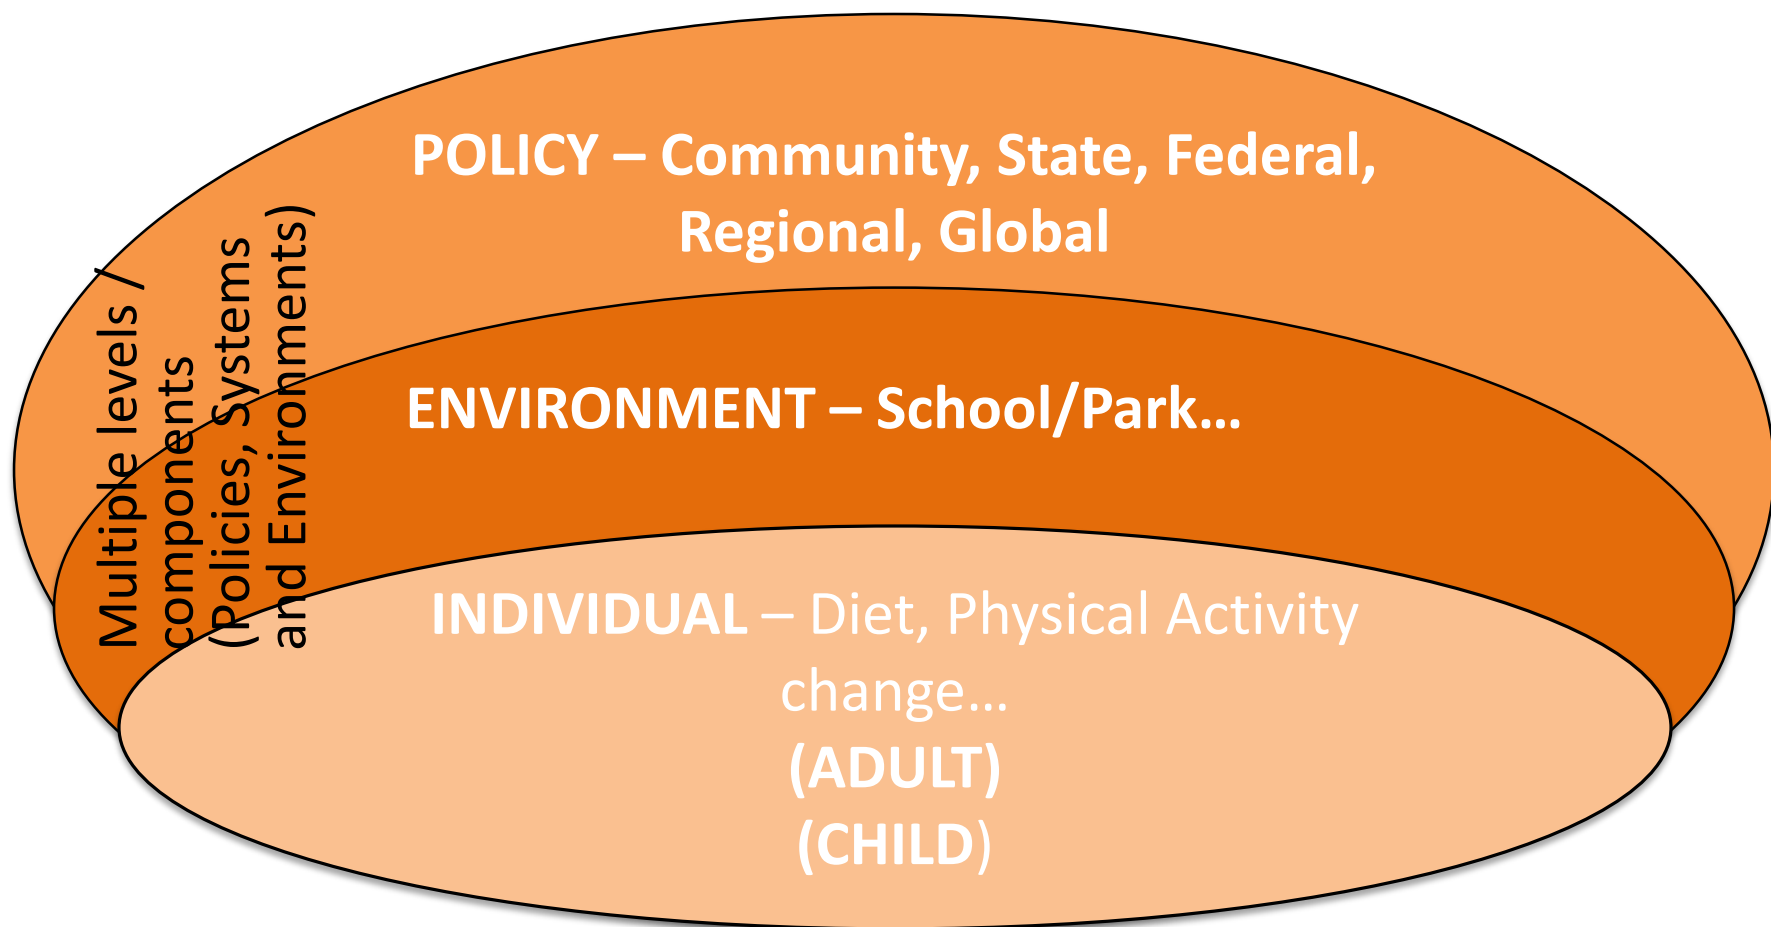 POLICY – Community, State, Federal,
Regional, Global
ENVIRONMENT – School/Park…
INDIVIDUAL – Diet, Physical Activity
change…
(ADULT)
(CHILD)
Multiple levels /
components
(Policies, Systems
and Environments)